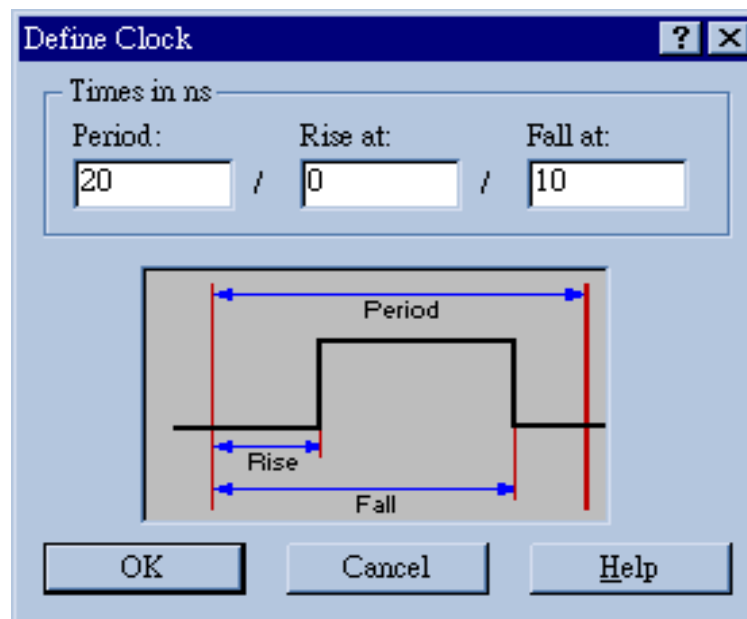 Define Clock
? X
Times in ns
Period: Rise at: Fall at:
20 / 0 / 10
Period
Rise
Fall
OK Cancel Help